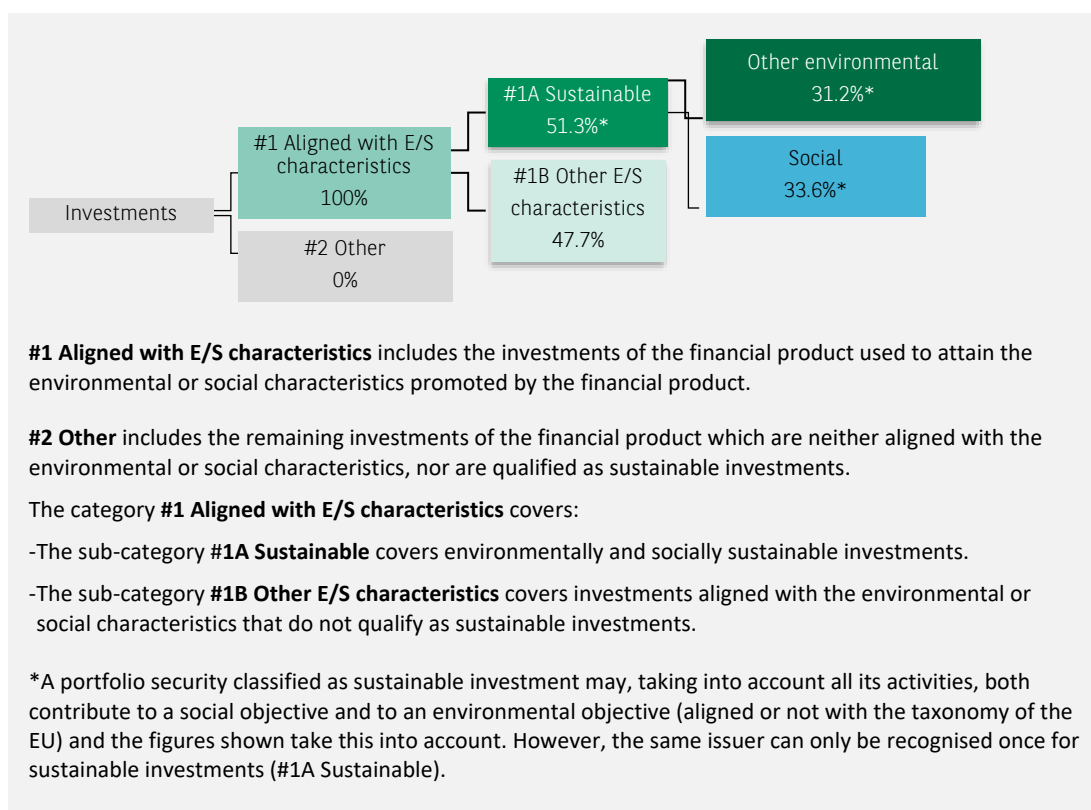 Investments
#1 Aligned with E/S
characteristics
100%
#2 Other
0%
#1A Sustainable
51.3%*
#1B Other E/S
characteristics
47.7%
Other environmental
31.2%*
Social
33.6%*
#1 Aligned with E/S characteristics includes the investments of the financial product used to attain the
environmental or social characteristics promoted by the financial product.
#2 Other includes the remaining investments of the financial product which are neither aligned with the
environmental or social characteristics, nor are qualified as sustainable investments.
The category #1 Aligned with E/S characteristics covers:
-The sub-category #1A Sustainable covers environmentally and socially sustainable investments.
-The sub-category #1B Other E/S characteristics covers investments aligned with the environmental or
social characteristics that do not qualify as sustainable investments.
*A portfolio security classified as sustainable investment may, taking into account all its activities, both
contribute to a social objective and to an environmental objective (aligned or not with the taxonomy of the
EU) and the figures shown take this into account. However, the same issuer can only be recognised once for
sustainable investments (#1A Sustainable).